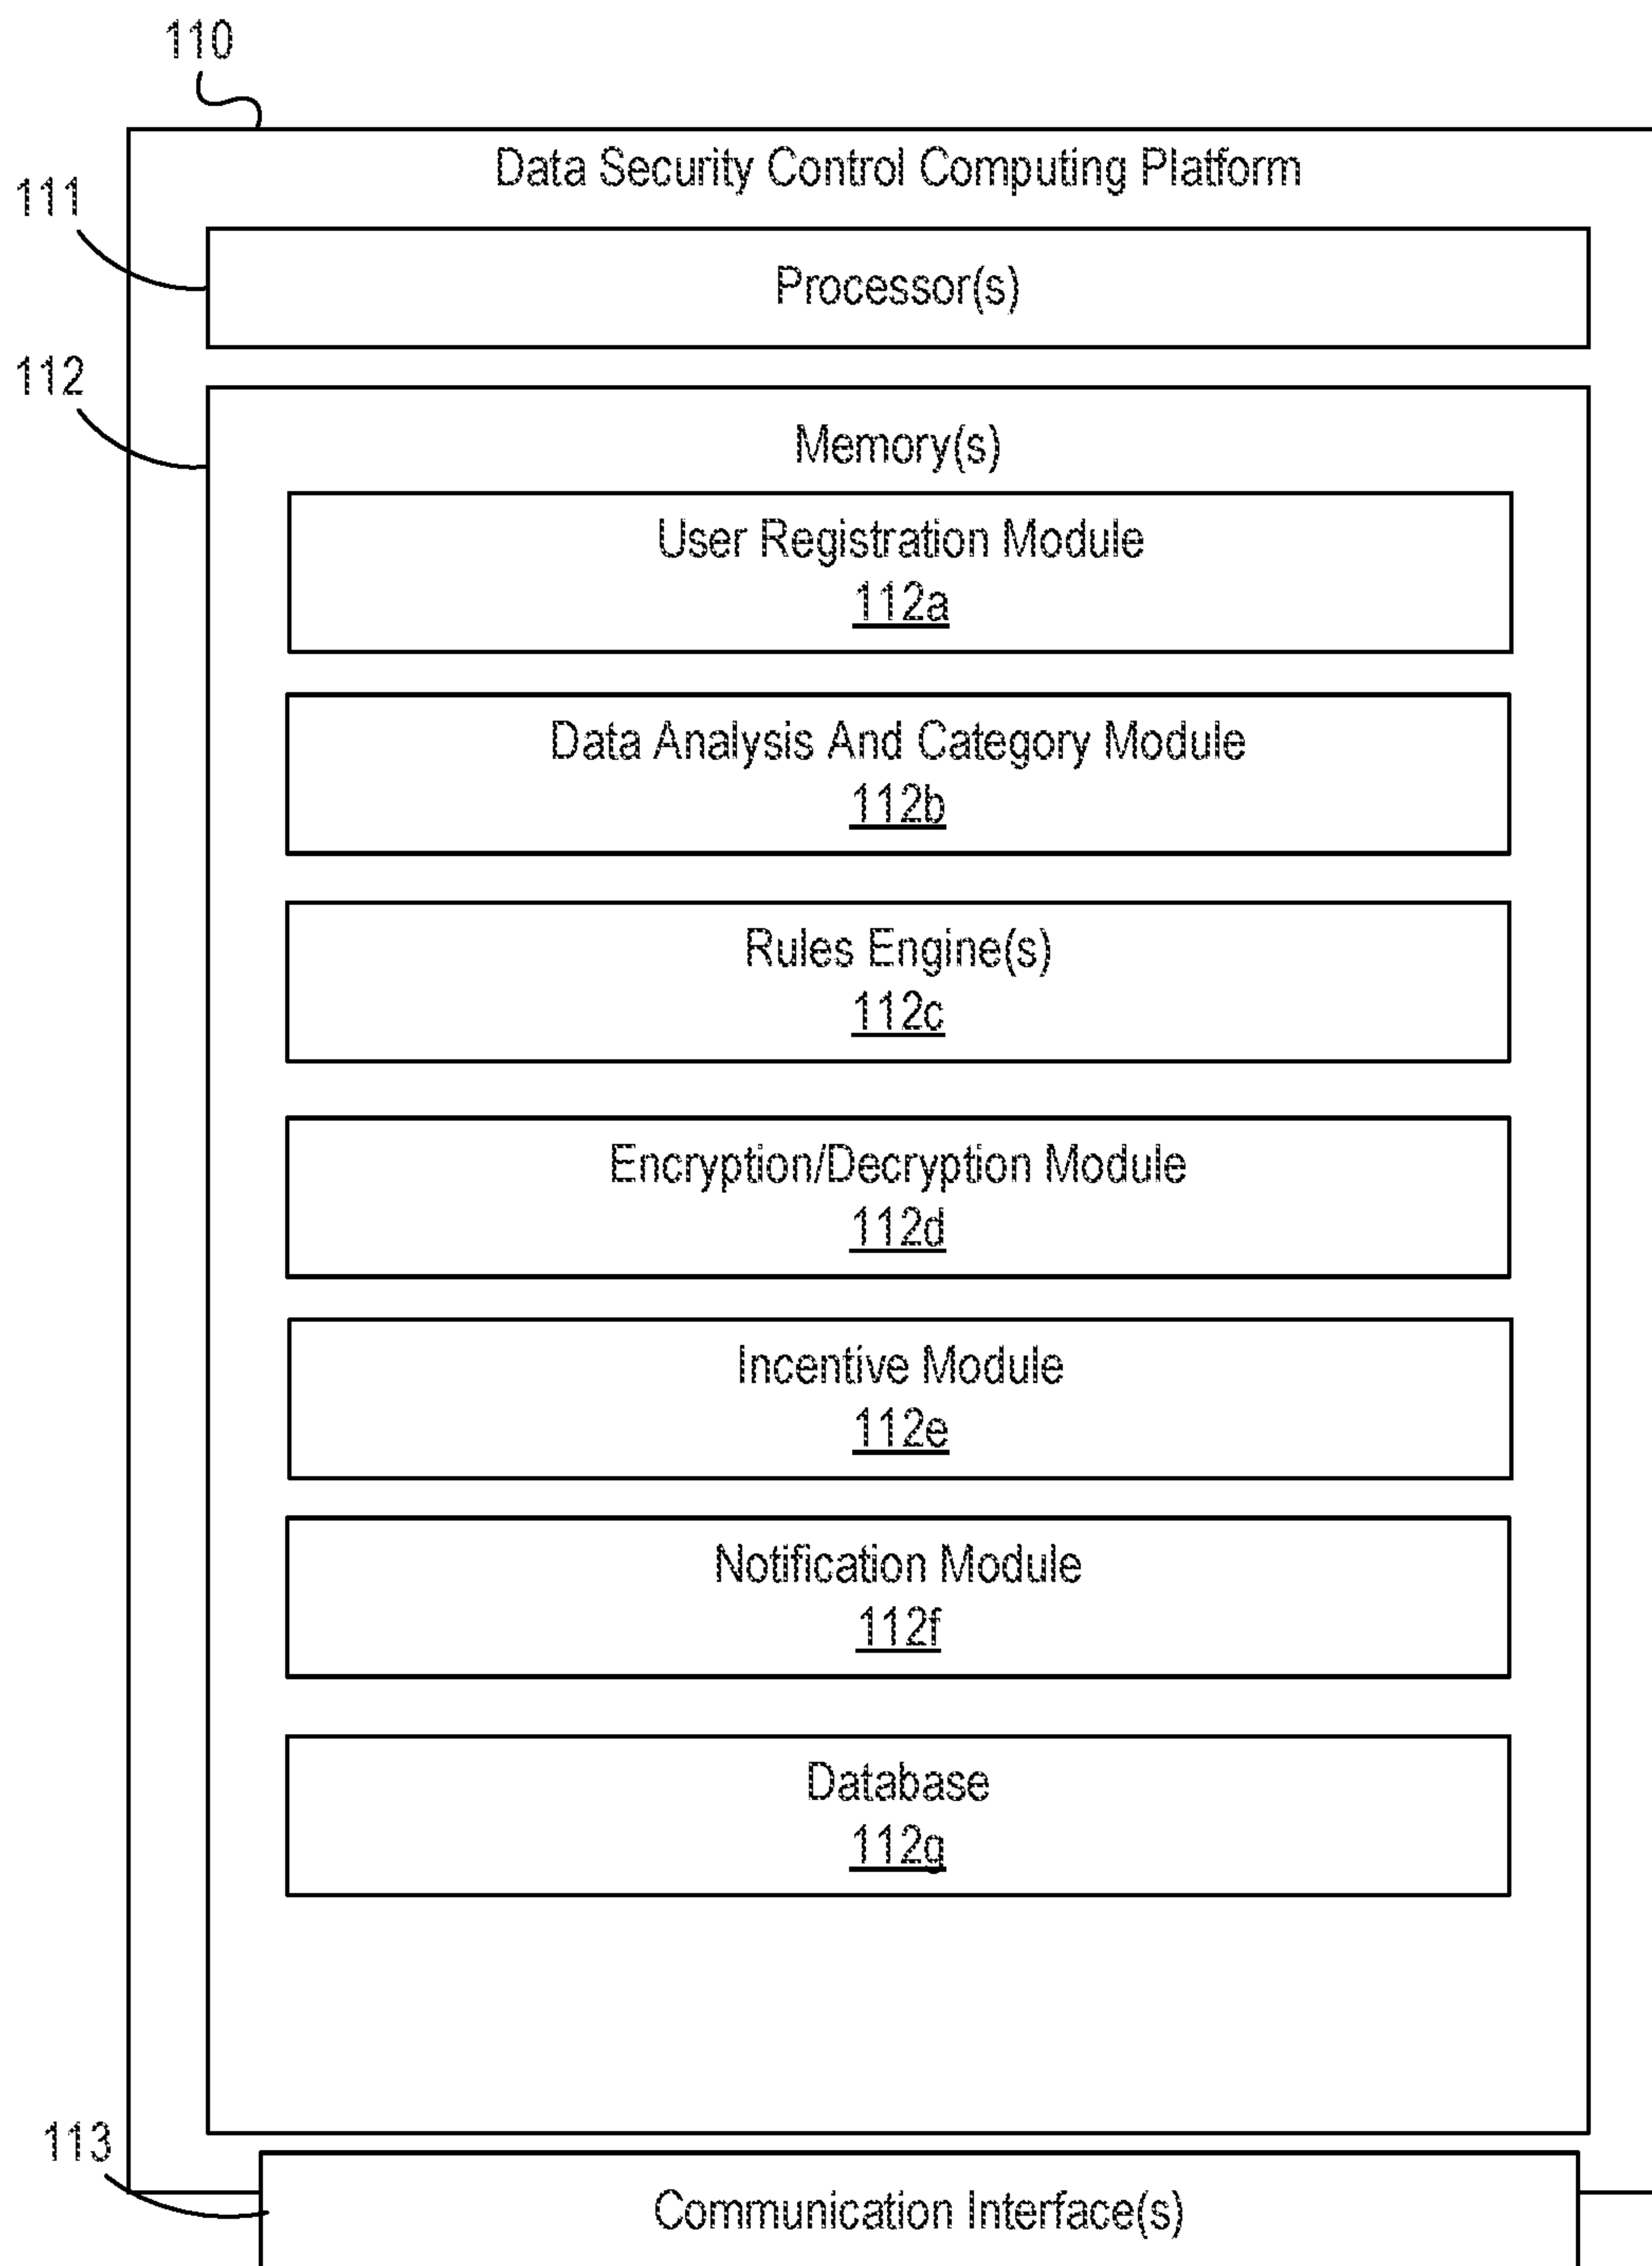 110
Data Security Control Computing Platform
111
Processor(s)
112
Memory(s)
User Registration Module
112a
Data Analysis And Category Module
112b
Rules Engine(s)
112c
Encryption/Decryption Module
112d
Incentive Module
112e
Notification Module
112f
Database
112g
113
Communication Interface(s)